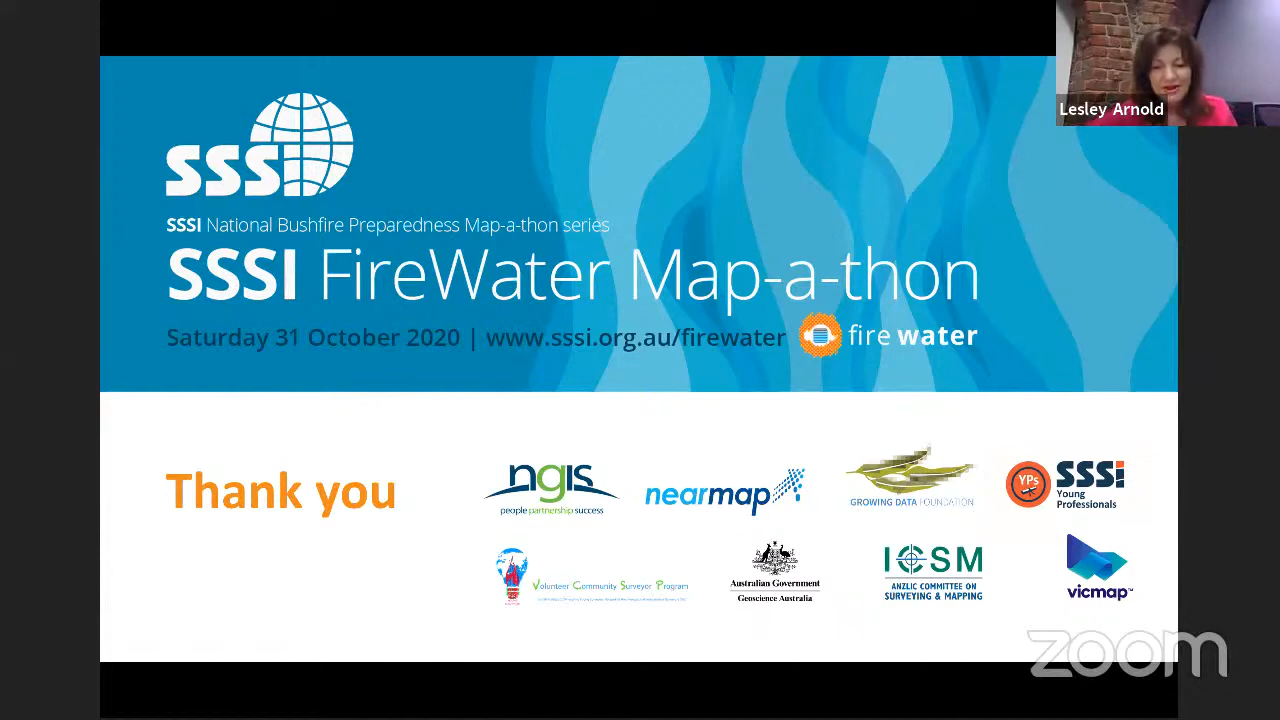 Lesley Arnold
SSSI
SSSI National Bushfire Preparedness Map-a-thon series
SSSI FireWater Map-a-thon
Saturday 31 October 2020 | www.sssi.org.au/firewater
fire water
Thank you
ngis
people partnership success
nearmap
GROWING DATA FOUNDATION
YPs
SSSi
Young
Professionals
Volunteer Community Surveyor Program
Australian Government
Geoscience Australia
ICSM
ANZLIC COMMITTEE ON
SURVEYING & MAPPING
vicmap™
zoom